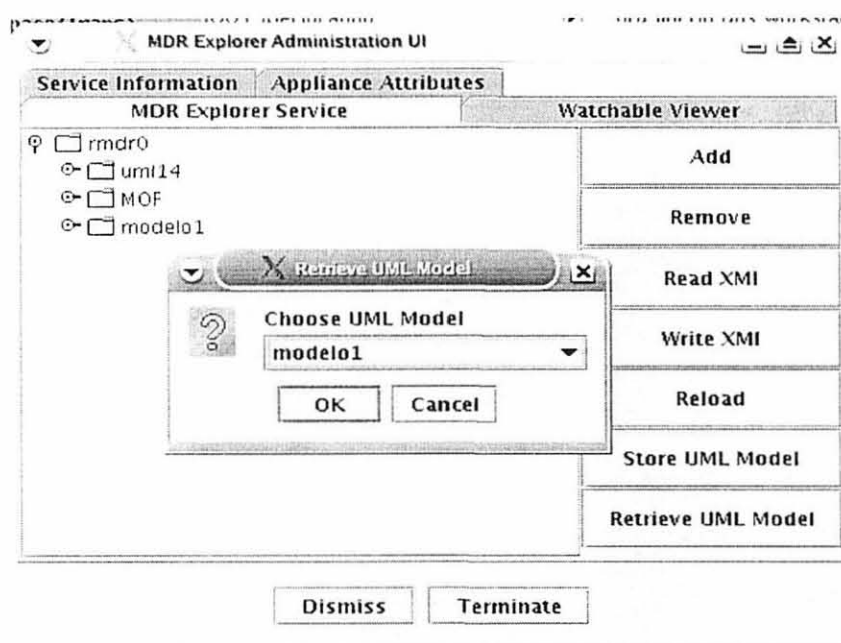 MDR Explorer Administration UI
Service Information Appliance Attributes
MDR Explorer Service Watchable Viewer
rmdr0
uml14
MOF
modelo1
Add
Remove
Read XMI
Write XMI
Reload
Store UML Model
Retrieve UML Model
Retrieve UML Model
Choose UML Model
modelo1
OK Cancel
Dismiss Terminate